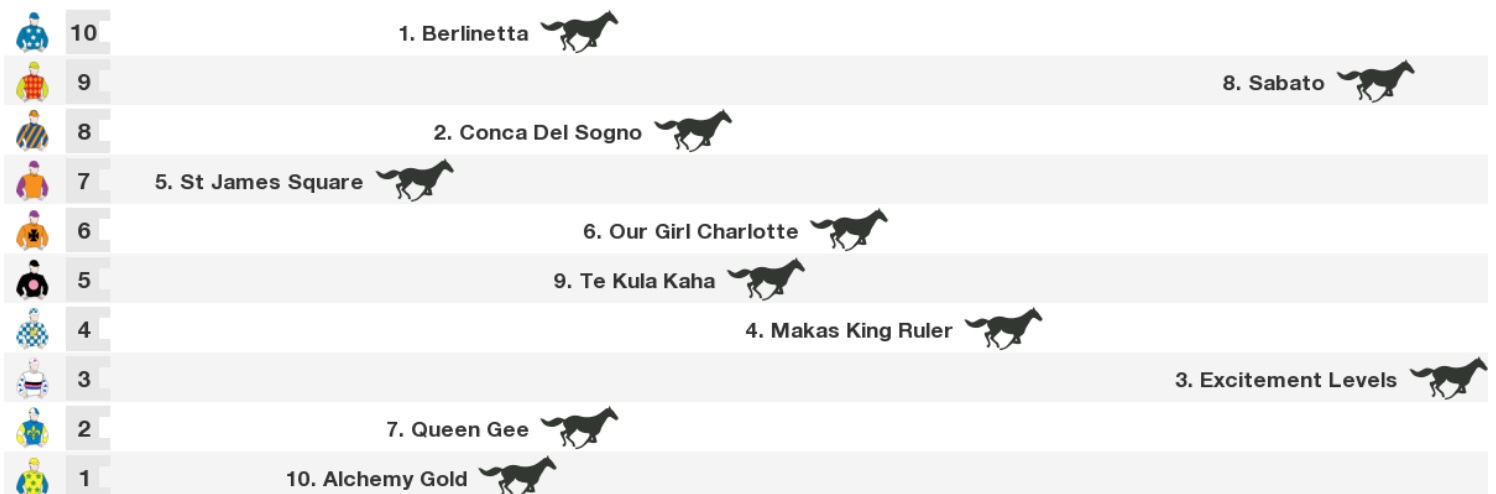 10 1. Berlinetta
9 8. Sabato
8 2. Conca Del Sogno
7 5. St James Square
6 6. Our Girl Charlotte
5 9. Te Kula Kaha
4 4. Makas King Ruler
3 3. Excitement Levels
2 7. Queen Gee
1 10. Alchemy Gold